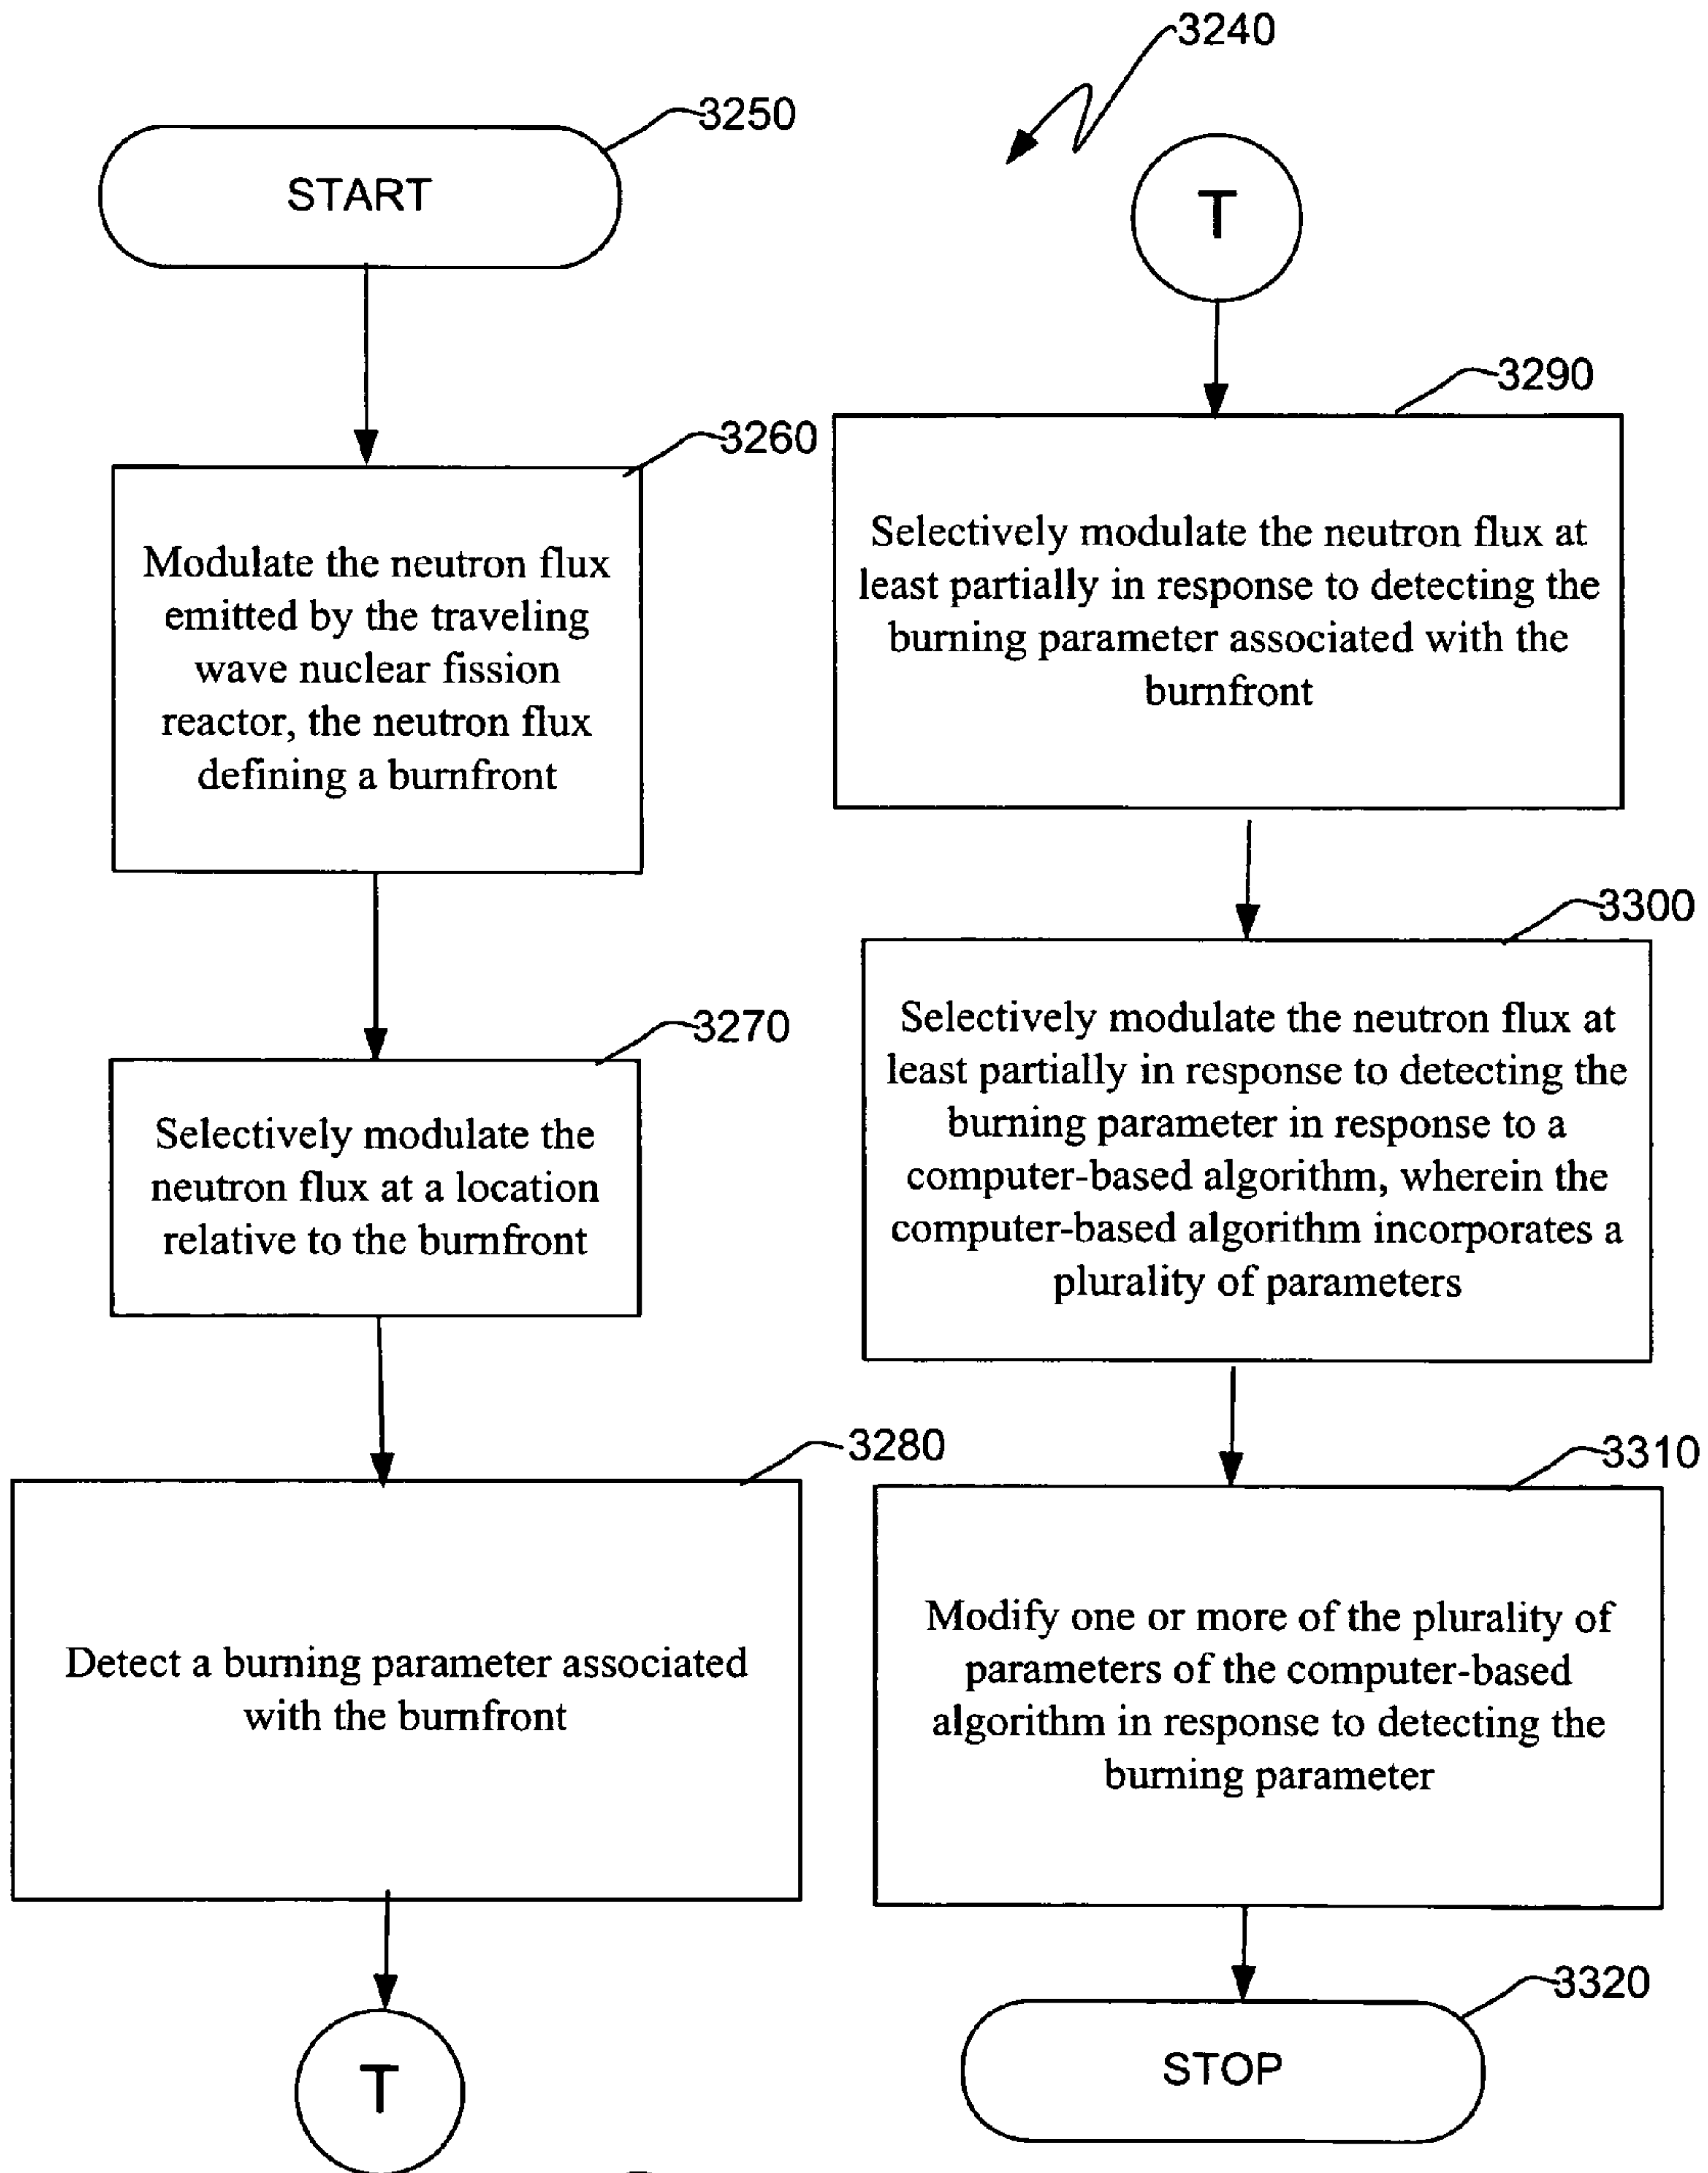 3250
START
3260
Modulate the neutron flux
emitted by the traveling
wave nuclear fission
reactor, the neutron flux
defining a burnfront
3270
Selectively modulate the
neutron flux at a location
relative to the burnfront
3280
Detect a burning parameter associated
with the burnfront
T
3240
T
3290
Selectively modulate the neutron flux at
least partially in response to detecting the
burning parameter associated with the
burnfront
3300
Selectively modulate the neutron flux at
least partially in response to detecting the
burning parameter in response to a
computer-based algorithm, wherein the
computer-based algorithm incorporates a
plurality of parameters
3310
Modify one or more of the plurality of
parameters of the computer-based
algorithm in response to detecting the
burning parameter
3320
STOP